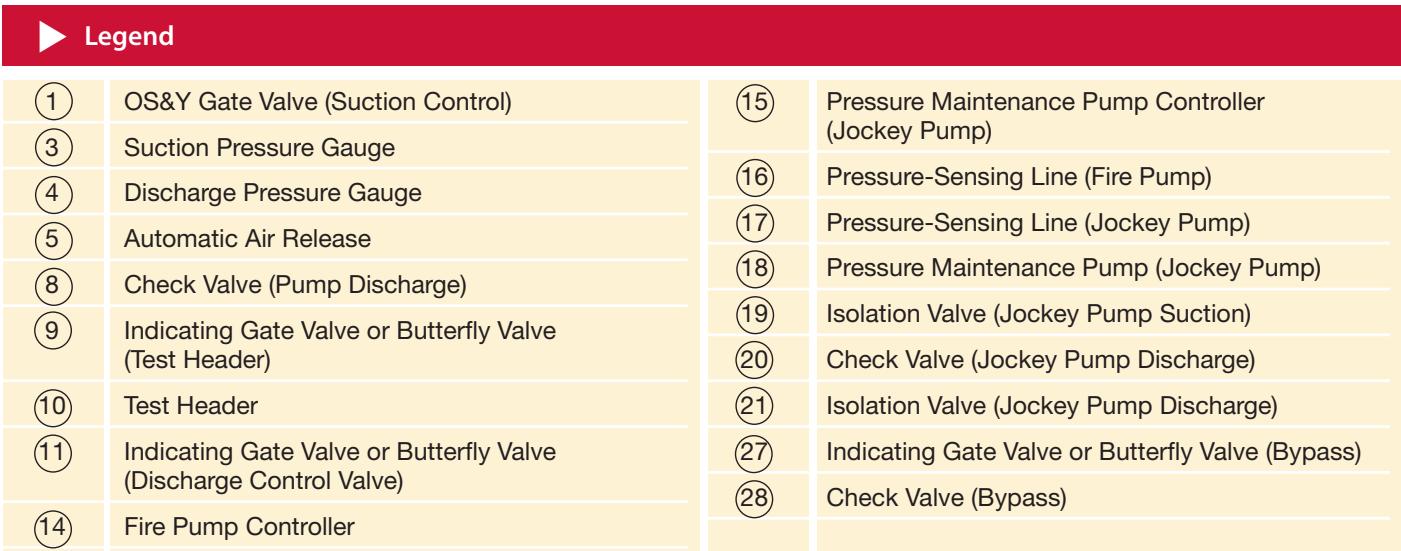 Legend
1 OS&Y Gate Valve (Suction Control)
3 Suction Pressure Gauge
4 Discharge Pressure Gauge
5 Automatic Air Release
8 Check Valve (Pump Discharge)
9 Indicating Gate Valve or Butterfly Valve
(Test Header)
10 Test Header
11 Indicating Gate Valve or Butterfly Valve
(Discharge Control Valve)
14 Fire Pump Controller
15 Pressure Maintenance Pump Controller
(Jockey Pump)
16 Pressure-Sensing Line (Fire Pump)
17 Pressure-Sensing Line (Jockey Pump)
18 Pressure Maintenance Pump (Jockey Pump)
19 Isolation Valve (Jockey Pump Suction)
20 Check Valve (Jockey Pump Discharge)
21 Isolation Valve (Jockey Pump Discharge)
27 Indicating Gate Valve or Butterfly Valve (Bypass)
28 Check Valve (Bypass)